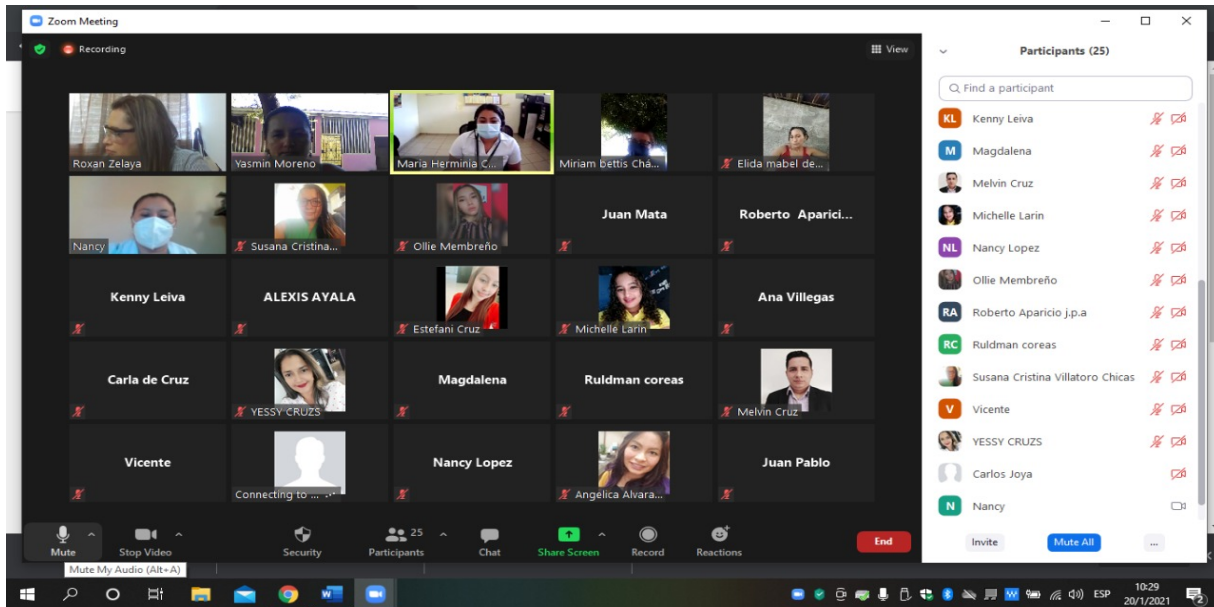 Zoom Meeting
Recording
View
Roxan Zelaya
Yasmin Moreno
Maria Herminia C...
Miriam bettis Chá...
Elida mabel de...
Nancy
Susana Cristina...
Ollie Membreño
Juan Mata
Roberto Aparici...
Kenny Leiva
ALEXIS AYALA
Estefani Cruz
Michelle Larin
Ana Villegas
Carla de Cruz
YESSY CRUZS
Magdalena
Ruldman coreas
Melvin Cruz
Vicente
Connecting to ...
Nancy Lopez
Angelica Alvara...
Juan Pablo
Mute
Stop Video
Security
Participants
25
Chat
Share Screen
Record
Reactions
End
Mute My Audio (Alt+A)
Participants (25)
Find a participant
KL Kenny Leiva
M Magdalena
Melvin Cruz
Michelle Larin
NL Nancy Lopez
Ollie Membreño
RA Roberto Aparicio j.p.a
RC Ruldman coreas
Susana Cristina Villatoro Chicas
V Vicente
YESSY CRUZS
Carlos Joya
N Nancy
Invite
Mute All
...
ESP
10:29
20/1/2021
2